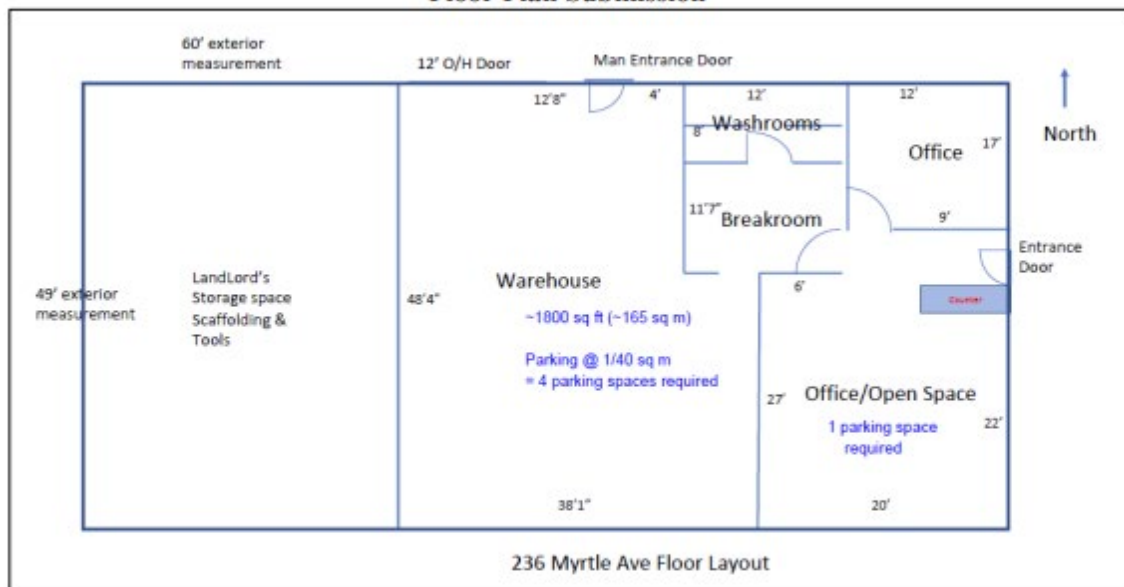 60' exterior
measurement
12' O/H Door
Man Entrance Door
12'8"
4'
12'
12'
8'
Washrooms
Office
17'
North
11'7"
Breakroom
9'
Entrance
Door
6'
Counter
49' exterior
measurement
LandLord's
Storage space
Scaffolding &
Tools
48'4"
Warehouse
~1800 sq ft (~165 sq m)
Parking @ 1/40 sq m
= 4 parking spaces required
27'
Office/Open Space
1 parking space
required
22'
38'1"
20'
236 Myrtle Ave Floor Layout